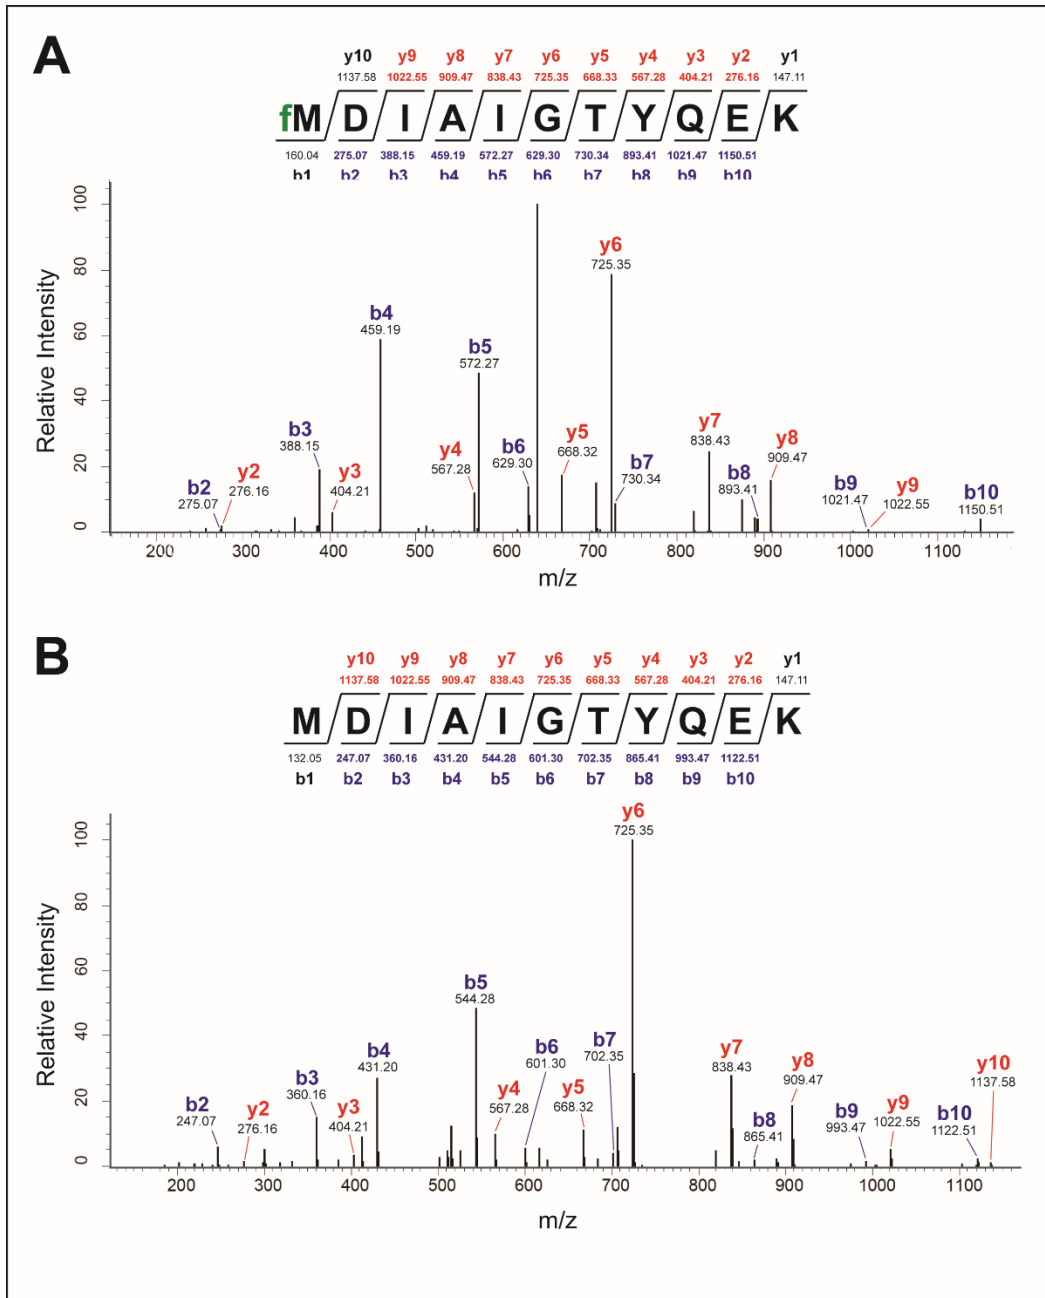 A
y10 y9 y8 y7 y6 y5 y4 y3 y2 y1
1137.58 1022.55 909.47 838.43 725.35 668.33 567.28 404.21 276.16 147.11
fM D I A I G T Y Q E K
160.04 275.07 388.15 459.19 572.27 629.30 730.34 893.41 1021.47 1150.51
b1 b2 b3 b4 b5 b6 b7 b8 b9 b10
Relative Intensity
100
80
60
40
20
0
b2
275.07
y2
276.16
b3
388.15
y3
404.21
b4
459.19
y4
567.28
b5
572.27
b6
629.30
y5
668.32
y6
725.35
b7
730.34
y7
838.43
b8
893.41
y8
909.47
b9
1021.47
y9
1022.55
b10
1150.51
200 300 400 500 600 700 800 900 1000 1100
m/z
B
y10 y9 y8 y7 y6 y5 y4 y3 y2 y1
1137.58 1022.55 909.47 838.43 725.35 668.33 567.28 404.21 276.16 147.11
M D I A I G T Y Q E K
132.05 247.07 360.16 431.20 544.28 601.30 702.35 865.41 993.47 1122.51
b1 b2 b3 b4 b5 b6 b7 b8 b9 b10
Relative Intensity
100
80
60
40
20
0
b2
247.07
y2
276.16
b3
360.16
y3
404.21
b4
431.20
b5
544.28
y4
567.28
b6
601.30
y5
668.32
b7
702.35
y6
725.35
y7
838.43
b8
865.41
y8
909.47
b9
993.47
y9
1022.55
b10
1122.51
y10
1137.58
200 300 400 500 600 700 800 900 1000 1100
m/z